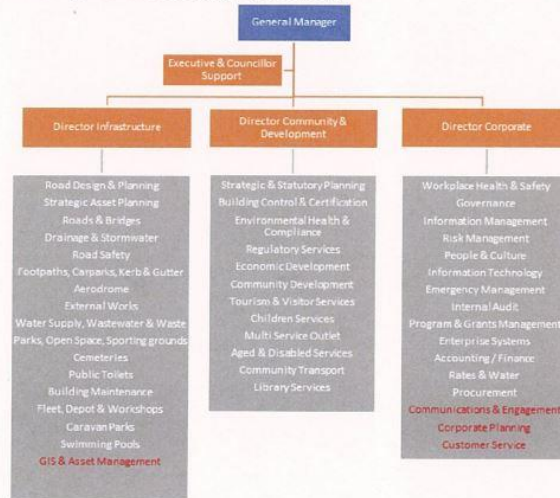 General Manager
Executive & Councillor
Support
Director Infrastructure
Road Design & Planning
Strategic Asset Planning
Roads & Bridges
Drainage & Stormwater
Road Safety
Footpaths, Carparks, Kerb & Gutter
Aerodrome
External Works
Water Supply, Wastewater & Waste
Parks, Open Space, Sporting grounds
Cemeteries
Public Toilets
Building Maintenance
Fleet, Depot & Workshops
Caravan Parks
Swimming Pools
GIS & Asset Management
Director Community &
Development
Strategic & Statutory Planning
Building Control & Certification
Environmental Health &
Compliance
Regulatory Services
Economic Development
Community Development
Tourism & Visitor Services
Children Services
Multi Service Outlet
Aged & Disabled Services
Community Transport
Library Services
Director Corporate
Workplace Health & Safety
Governance
Information Management
Risk Management
People & Culture
Information Technology
Emergency Management
Internal Audit
Program & Grants Management
Enterprise Systems
Accounting / Finance
Rates & Water
Procurement
Communications & Engagement
Corporate Planning
Customer Service